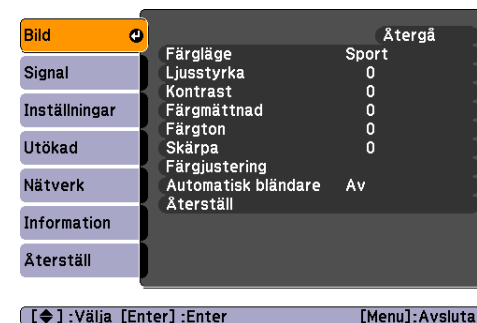 Bild
Signal
Inställningar
Utökad
Nätverk
Information
Återställ
Återgå
Färgläge Sport
Ljusstyrka 0
Kontrast 0
Färgmättnad 0
Färgton 0
Skärpa 0
Färgjustering
Automatisk bländare Av
Återställ
[ ] :Välja [Enter] :Enter [Menu]:Avsluta